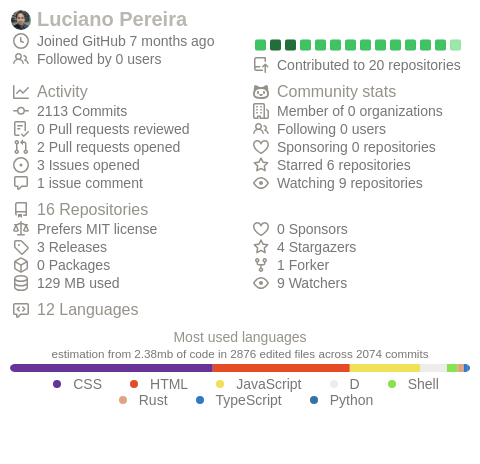 Luciano Pereira
Joined GitHub 7 months ago
Followed by 0 users
Contributed to 20 repositories
Activity
2113 Commits
0 Pull requests reviewed
2 Pull requests opened
3 Issues opened
1 issue comment
Community stats
Member of 0 organizations
Following 0 users
Sponsoring 0 repositories
Starred 6 repositories
Watching 9 repositories
16 Repositories
Prefers MIT license
3 Releases
0 Packages
129 MB used
0 Sponsors
4 Stargazers
1 Forker
9 Watchers
12 Languages
Most used languages
estimation from 2.38mb of code in 2876 edited files across 2074 commits
CSS HTML JavaScript D Shell
Rust TypeScript Python